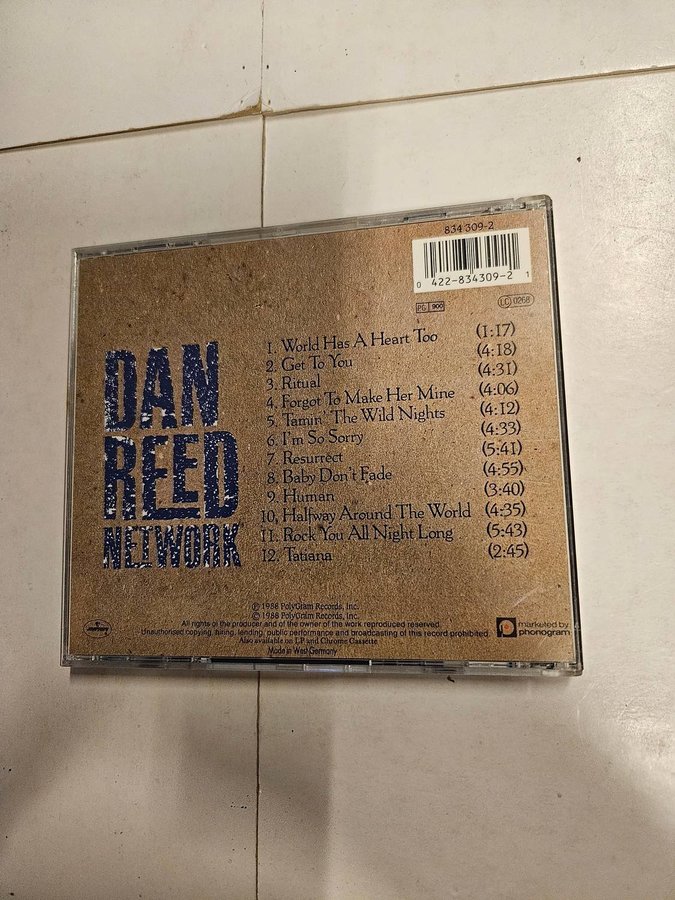 834 309-2
0 422-834309-2 1
PG 900
LC 0268
DAN
REED
NETWORK
1. World Has A Heart Too (1:17)
2. Get To You (4:18)
3. Ritual (4:31)
4. Forgot To Make Her Mine (4:06)
5. Tamin' The Wild Nights (4:12)
6. I'm So Sorry (4:33)
7. Resurrect (5:41)
8. Baby Don't Fade (4:55)
9. Human (3:40)
10. Halfway Around The World (4:35)
11. Rock You All Night Long (5:43)
12. Tatiana (2:45)
℗ 1988 PolyGram Records, Inc.
© 1988 PolyGram Records, Inc.
All rights of the producer and of the owner of the work reproduced reserved.
Unauthorised copying, hiring, lending, public performance and broadcasting of this record prohibited.
Also available on LP and Chrome Cassette
Made in West Germany
marketed by
phonogram